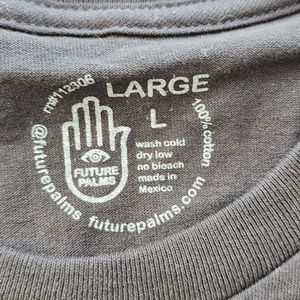 rn#112306
LARGE
L
100% cotton
@futurepalms
FUTURE
PALMS
wash cold
dry low
no bleach
made in
Mexico
futurepalms.com